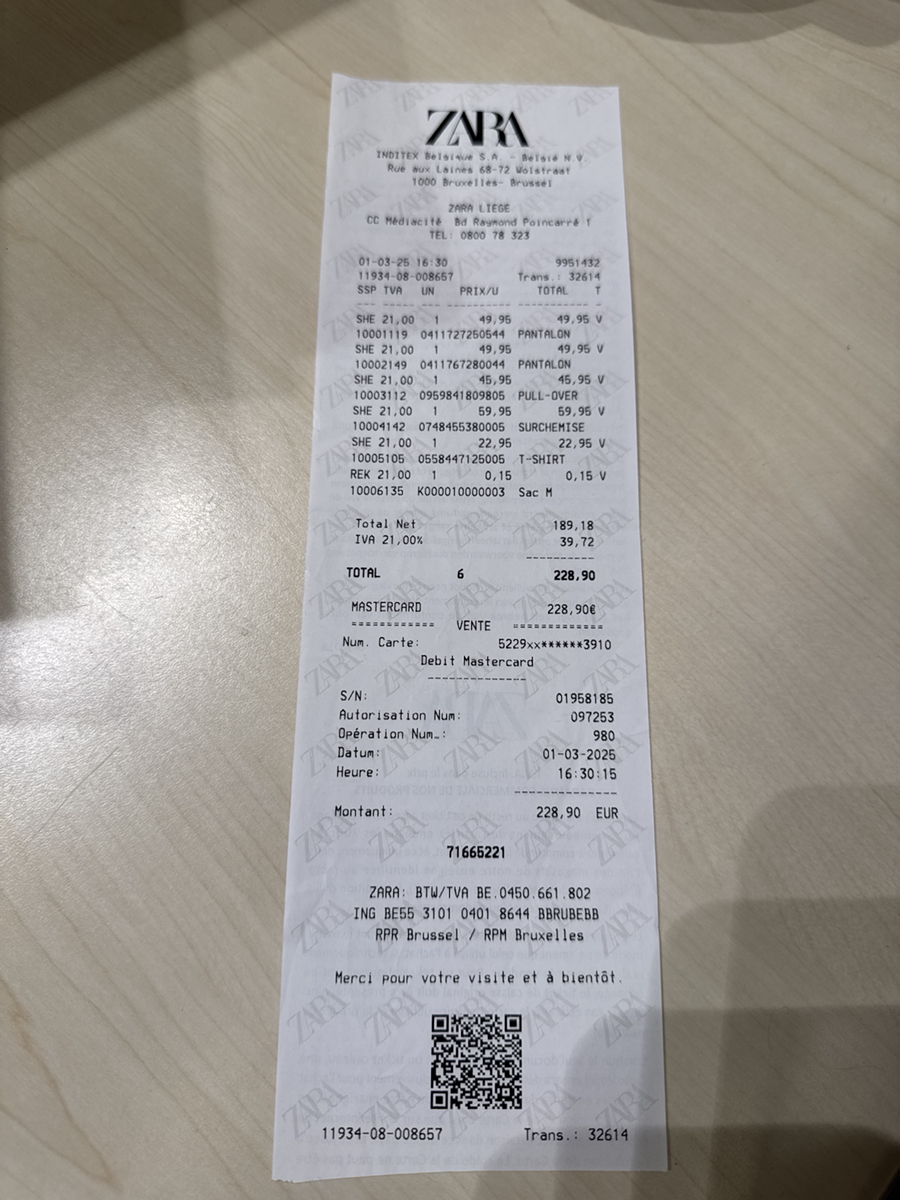 ZARA
INDITEX Belgique S.A. - België N.V.
Rue aux Laines 68-72 Wolstraat
1000 Bruxelles- Brussel
ZARA LIEGE
CC Médiacité Bd Raymond Poincarré 1
TEL: 0800 78 323
01-03-25 16:30 9951432
11934-08-008657 Trans.: 32614
SSP TVA UN PRIX/U TOTAL T
--- ----- --- ---------- ----------- --
SHE 21,00 1 49,95 49,95 V
10001119 0411727250544 PANTALON
SHE 21,00 1 49,95 49,95 V
10002149 0411767280044 PANTALON
SHE 21,00 1 45,95 45,95 V
10003112 0959841809805 PULL-OVER
SHE 21,00 1 59,95 59,95 V
10004142 0748455380005 SURCHEMISE
SHE 21,00 1 22,95 22,95 V
10005105 0558447125005 T-SHIRT
REK 21,00 1 0,15 0,15 V
10006135 K000010000003 Sac M
Total Net 189,18
IVA 21,00% 39,72
----------
TOTAL 6 228,90
MASTERCARD 228,90€
============ VENTE =============
Num. Carte: 5229xx******3910
Debit Mastercard
--------------
S/N: 01958185
Autorisation Num: 097253
Opération Num.: 980
Datum: 01-03-2025
Heure: 16:30:15
--------------
Montant: 228,90 EUR
71665221
ZARA: BTW/TVA BE.0450.661.802
ING BE55 3101 0401 8644 BBRUBEBB
RPR Brussel / RPM Bruxelles
Merci pour votre visite et à bientôt.
11934-08-008657 Trans.: 32614